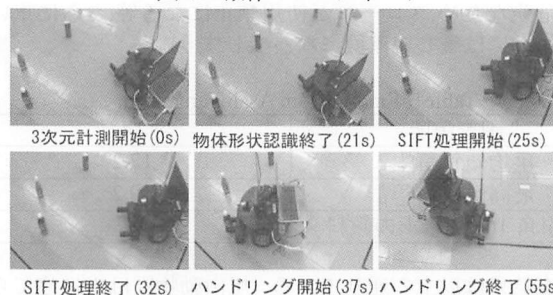 3次元計測開始(0s) 物体形状認識終了(21s) SIFT処理開始(25s)
SIFT処理終了(32s) ハンドリング開始(37s) ハンドリング終了(55s)